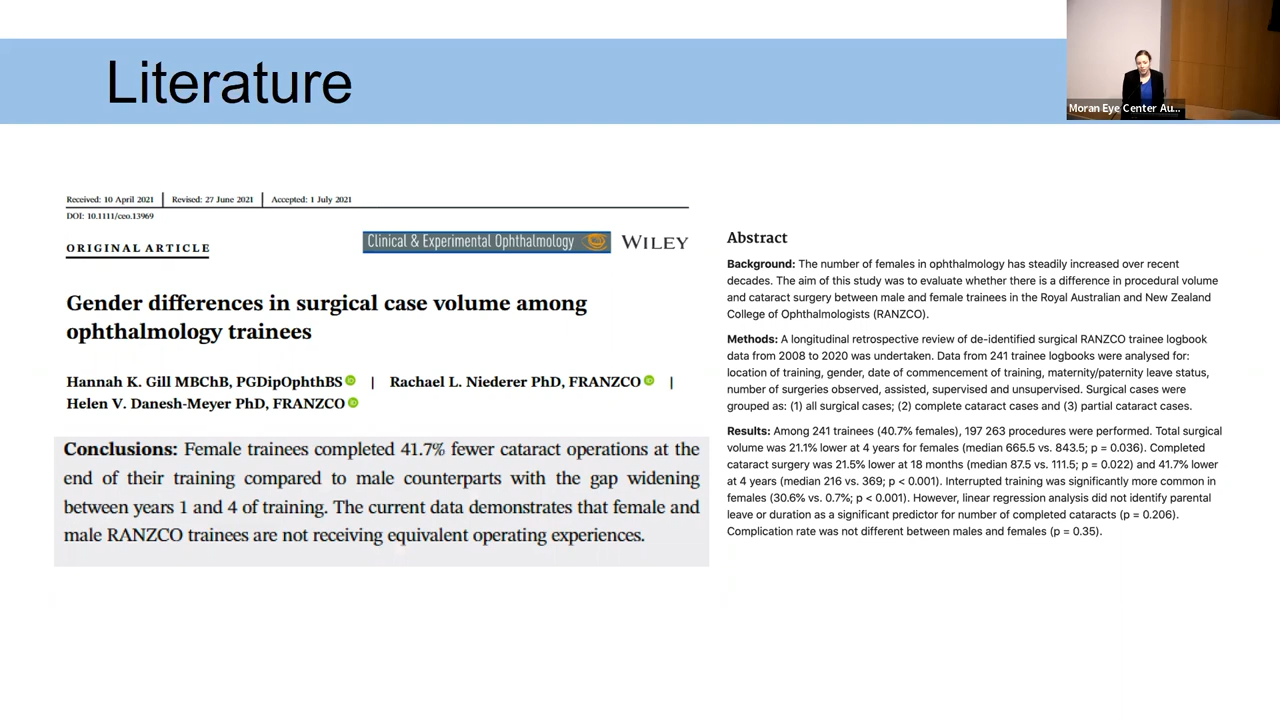 Literature
Moran Eye Center Au...
Received: 10 April 2021 | Revised: 27 June 2021 | Accepted: 1 July 2021
DOI: 10.1111/ceo.13969
ORIGINAL ARTICLE
Clinical & Experimental Ophthalmology WILEY
Gender differences in surgical case volume among
ophthalmology trainees
Hannah K. Gill MBChB, PGDipOphthBS | Rachael L. Niederer PhD, FRANZCO |
Helen V. Danesh-Meyer PhD, FRANZCO
Conclusions: Female trainees completed 41.7% fewer cataract operations at the
end of their training compared to male counterparts with the gap widening
between years 1 and 4 of training. The current data demonstrates that female and
male RANZCO trainees are not receiving equivalent operating experiences.
Abstract
Background: The number of females in ophthalmology has steadily increased over recent
decades. The aim of this study was to evaluate whether there is a difference in procedural volume
and cataract surgery between male and female trainees in the Royal Australian and New Zealand
College of Ophthalmologists (RANZCO).
Methods: A longitudinal retrospective review of de-identified surgical RANZCO trainee logbook
data from 2008 to 2020 was undertaken. Data from 241 trainee logbooks were analysed for:
location of training, gender, date of commencement of training, maternity/paternity leave status,
number of surgeries observed, assisted, supervised and unsupervised. Surgical cases were
grouped as: (1) all surgical cases; (2) complete cataract cases and (3) partial cataract cases.
Results: Among 241 trainees (40.7% females), 197 263 procedures were performed. Total surgical
volume was 21.1% lower at 4 years for females (median 665.5 vs. 843.5; p = 0.036). Completed
cataract surgery was 21.5% lower at 18 months (median 87.5 vs. 111.5; p = 0.022) and 41.7% lower
at 4 years (median 216 vs. 369; p < 0.001). Interrupted training was significantly more common in
females (30.6% vs. 0.7%; p < 0.001). However, linear regression analysis did not identify parental
leave or duration as a significant predictor for number of completed cataracts (p = 0.206).
Complication rate was not different between males and females (p = 0.35).